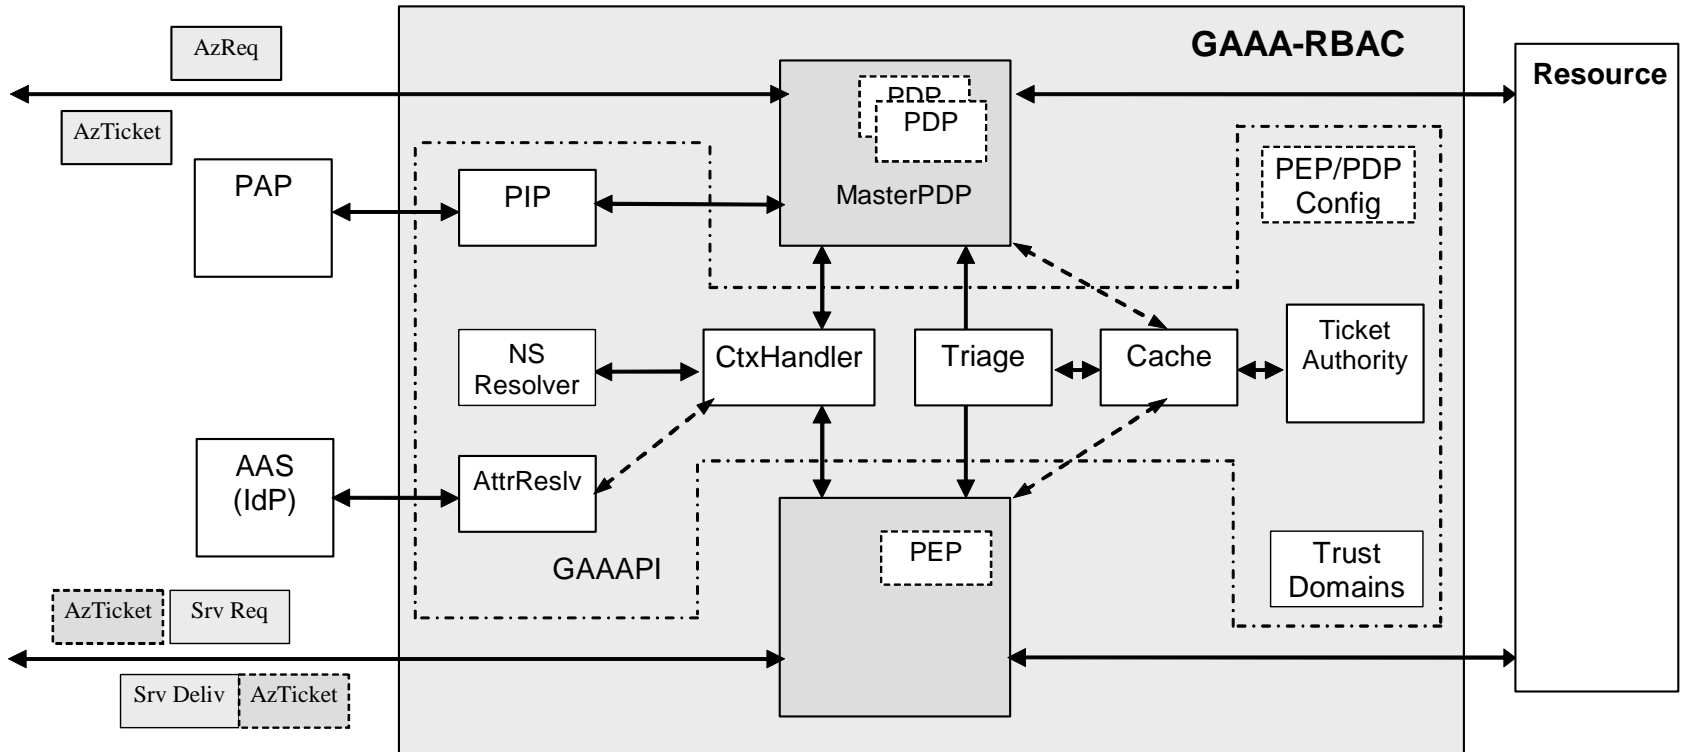 AzReq
GAAA-RBAC
Resource
AzTicket
PDP
PDP
MasterPDP
PEP/PDP
Config
PAP
PIP
NS
Resolver
CtxHandler
Triage
Cache
Ticket
Authority
AAS
(IdP)
AttrReslv
GAAAPI
PEP
Trust
Domains
AzTicket
Srv Req
Srv Deliv
AzTicket